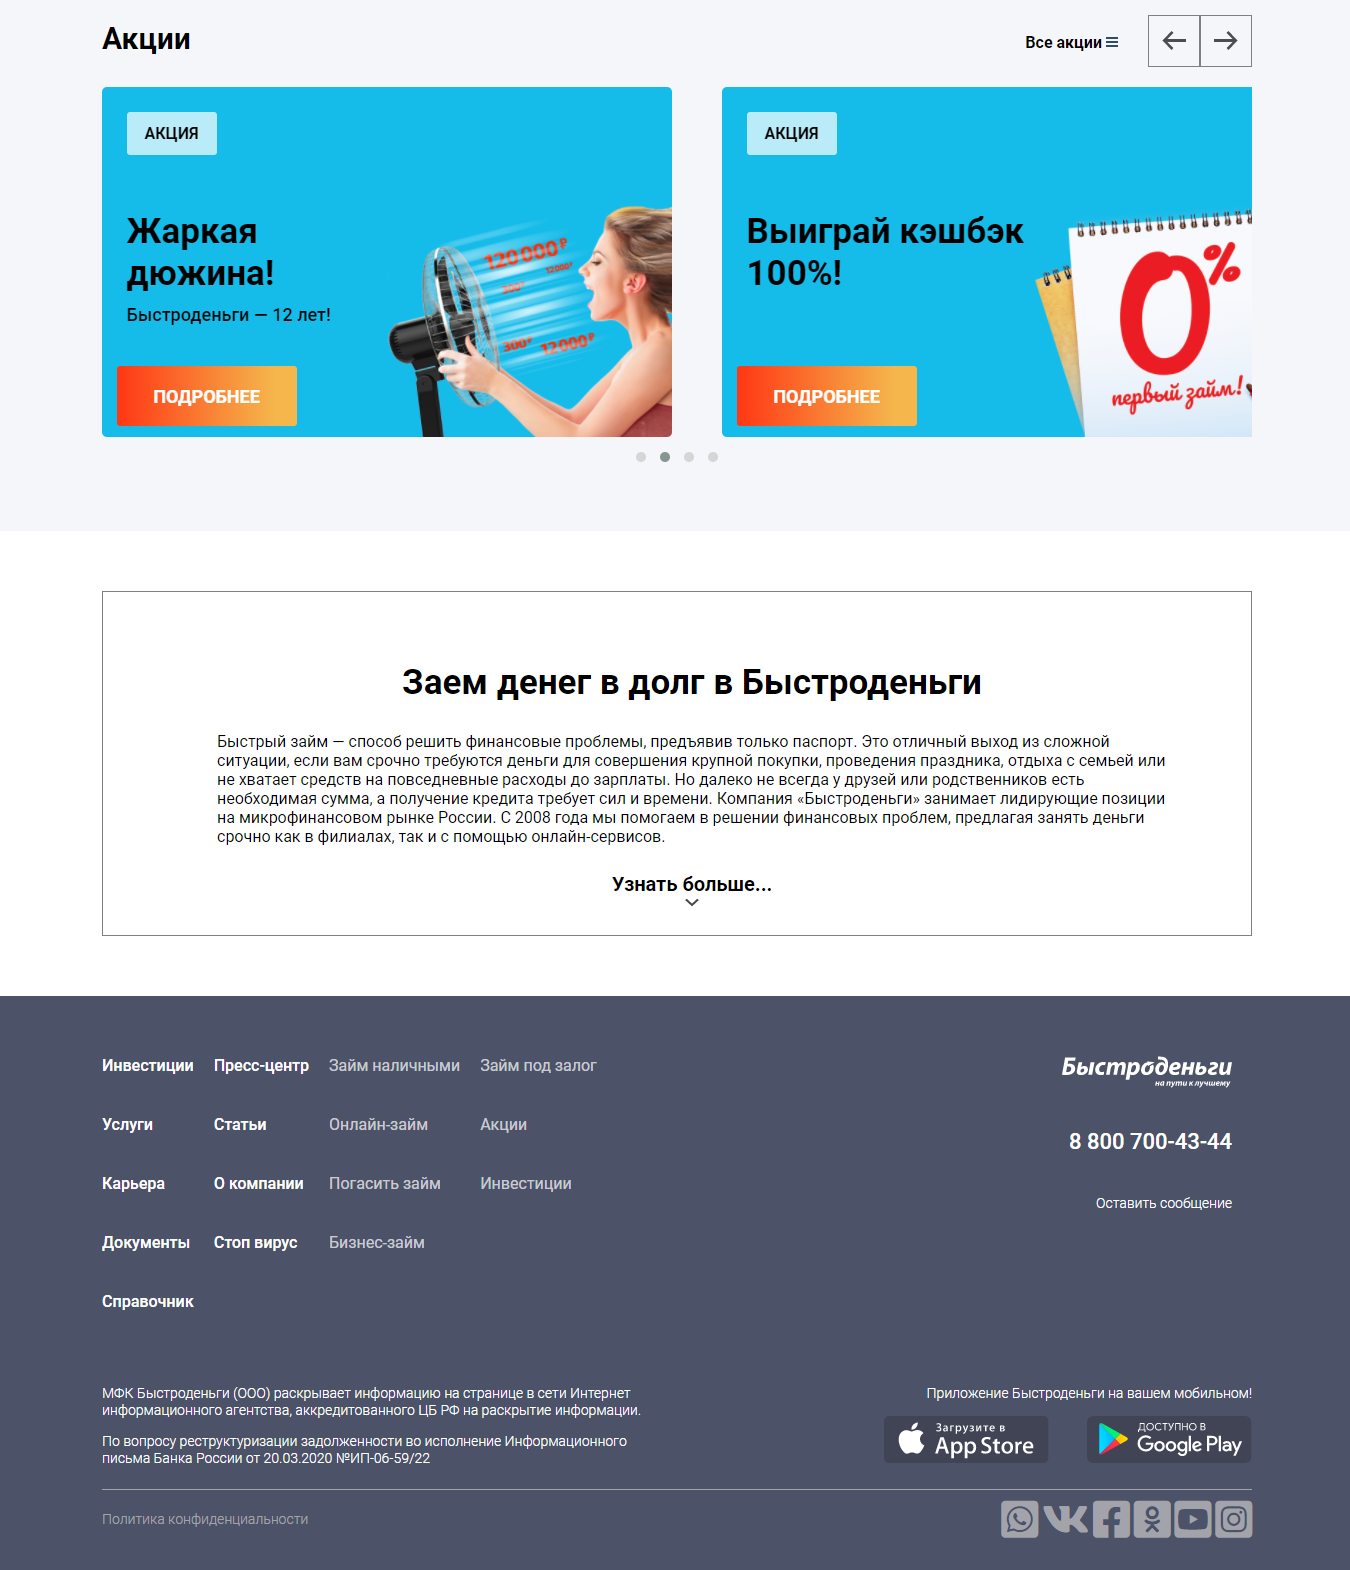 Акции
Все акции
АКЦИЯ
Жаркая
дюжина!
Быстроденьги — 12 лет!
120 000 ₽
12 000 ₽
300 ₽
12 000 ₽
ПОДРОБНЕЕ
АКЦИЯ
Выиграй кэшбэк
100%!
0%
первый займ!
ПОДРОБНЕЕ
Заем денег в долг в Быстроденьги
Быстрый займ — способ решить финансовые проблемы, предъявив только паспорт. Это отличный выход из сложной
ситуации, если вам срочно требуются деньги для совершения крупной покупки, проведения праздника, отдыха с семьей или
не хватает средств на повседневные расходы до зарплаты. Но далеко не всегда у друзей или родственников есть
необходимая сумма, а получение кредита требует сил и времени. Компания «Быстроденьги» занимает лидирующие позиции
на микрофинансовом рынке России. С 2008 года мы помогаем в решении финансовых проблем, предлагая занять деньги
срочно как в филиалах, так и с помощью онлайн-сервисов.
Узнать больше...
Инвестиции Пресс-центр Займ наличными Займ под залог
Услуги Статьи Онлайн-займ Акции
Карьера О компании Погасить займ Инвестиции
Документы Стоп вирус Бизнес-займ
Справочник
Быстроденьги
на пути к лучшему
8 800 700-43-44
Оставить сообщение
МФК Быстроденьги (ООО) раскрывает информацию на странице в сети Интернет
информационного агентства, аккредитованного ЦБ РФ на раскрытие информации.
По вопросу реструктуризации задолженности во исполнение Информационного
письма Банка России от 20.03.2020 №ИП-06-59/22
Приложение Быстроденьги на вашем мобильном!
Загрузите в
App Store
ДОСТУПНО В
Google Play
Политика конфиденциальности